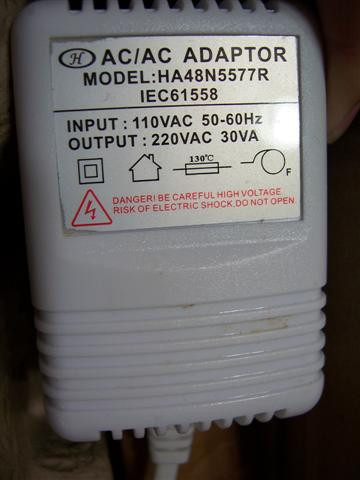 H AC/AC ADAPTOR
MODEL:HA48N5577R
IEC61558
INPUT : 110VAC 50-60Hz
OUTPUT : 220VAC 30VA
130℃
F
DANGER! BE CAREFUL HIGH VOLTAGE
RISK OF ELECTRIC SHOCK,DO NOT OPEN